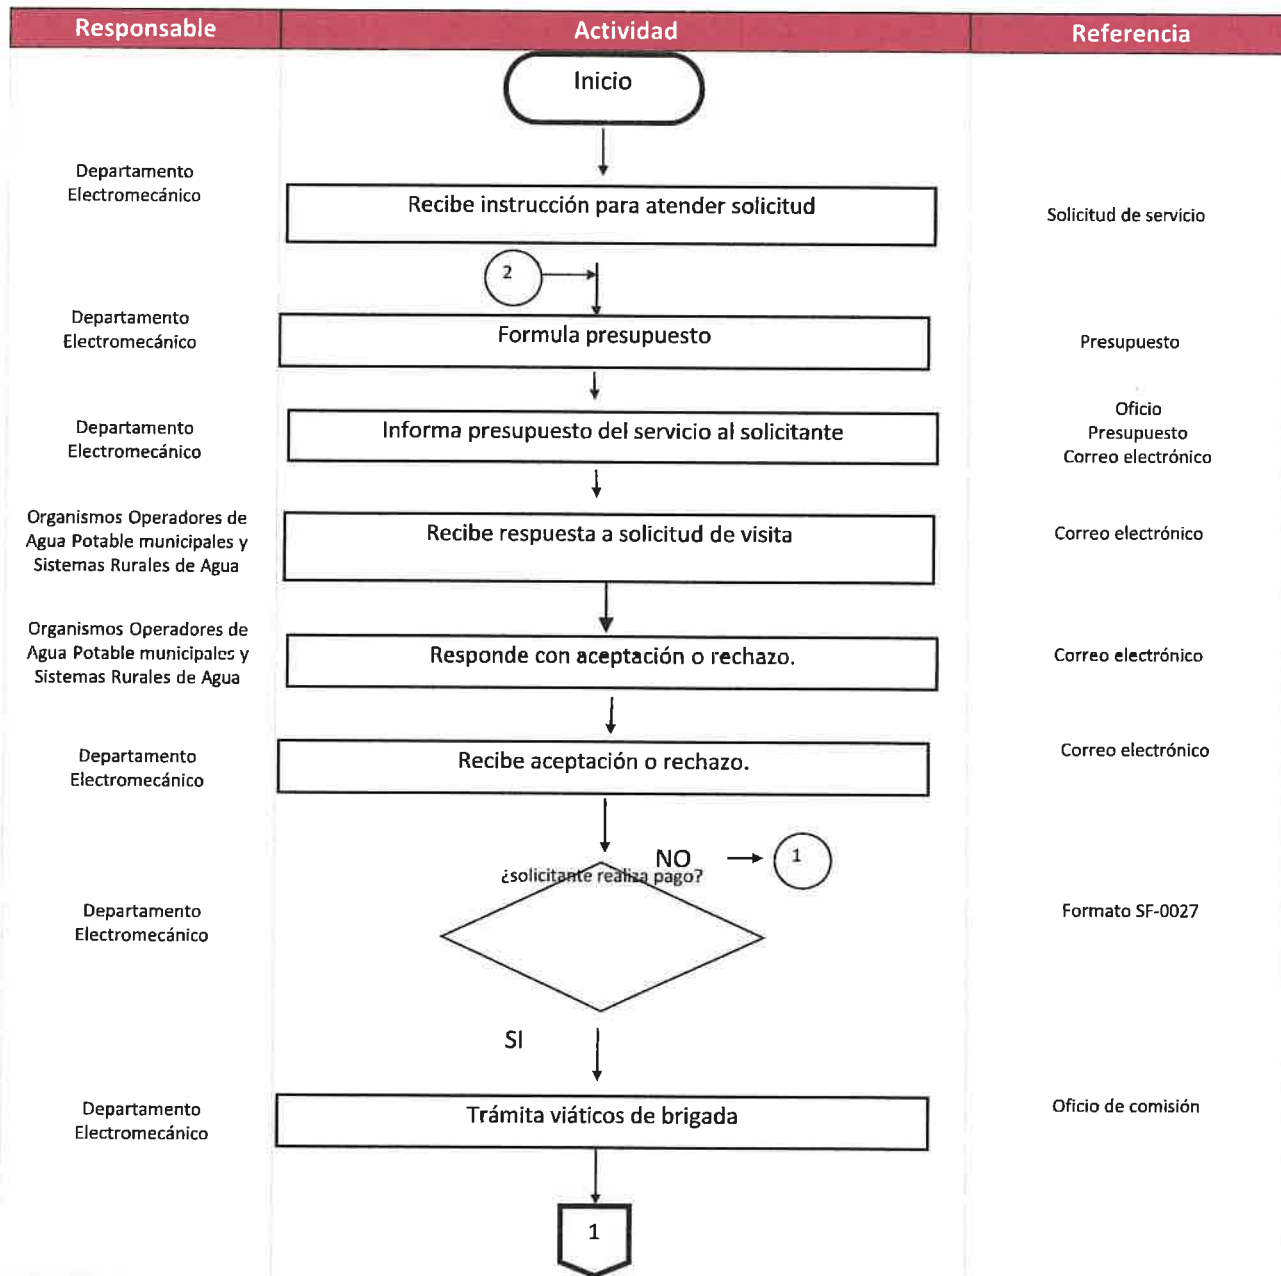 Responsable
Actividad
Referencia
Inicio
Departamento
Electromecánico
Recibe instrucción para atender solicitud
Solicitud de servicio
2
Departamento
Electromecánico
Formula presupuesto
Presupuesto
Departamento
Electromecánico
Informa presupuesto del servicio al solicitante
Oficio
Presupuesto
Correo electrónico
Organismos Operadores de
Agua Potable municipales y
Sistemas Rurales de Agua
Recibe respuesta a solicitud de visita
Correo electrónico
Organismos Operadores de
Agua Potable municipales y
Sistemas Rurales de Agua
Responde con aceptación o rechazo.
Correo electrónico
Departamento
Electromecánico
Recibe aceptación o rechazo.
Correo electrónico
NO
1
¿solicitante realiza pago?
Departamento
Electromecánico
Formato SF-0027
SI
Departamento
Electromecánico
Trámita viáticos de brigada
Oficio de comisión
1